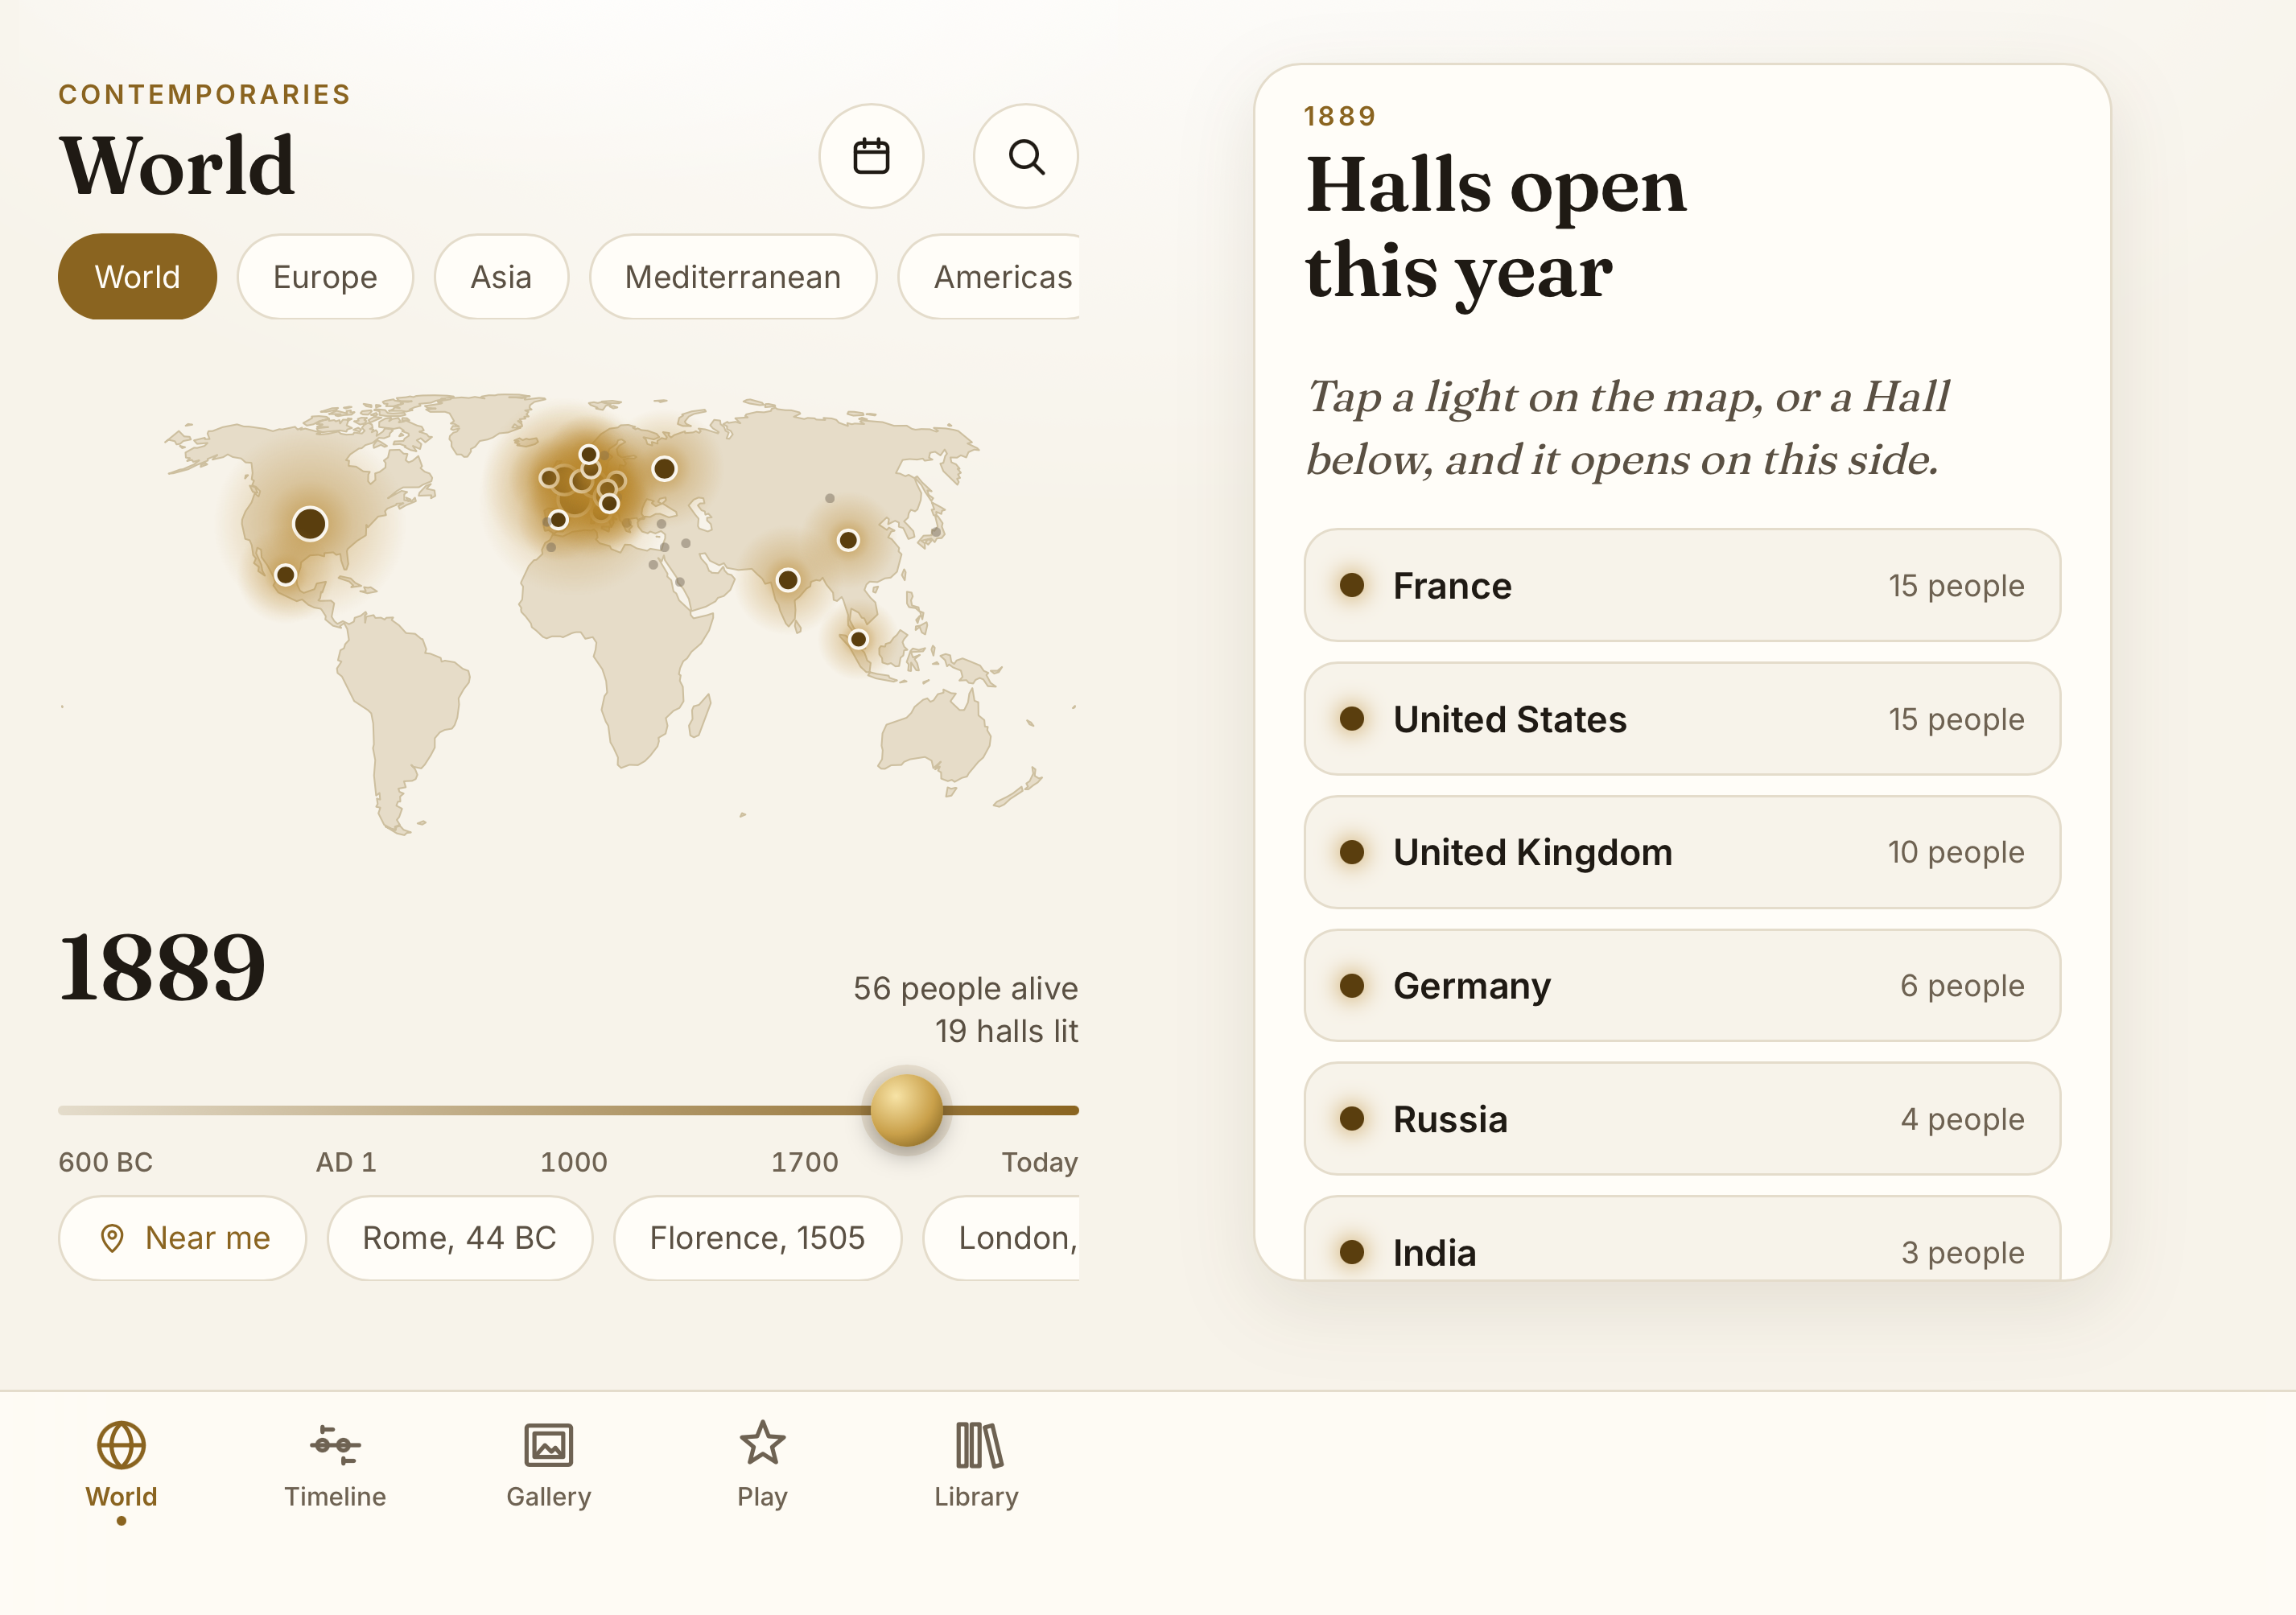 CONTEMPORARIES
World
World
Europe
Asia
Mediterranean
Americas
1889
56 people alive
19 halls lit
600 BC
AD 1
1000
1700
Today
Near me
Rome, 44 BC
Florence, 1505
London,
1889
Halls open
this year
Tap a light on the map, or a Hall
below, and it opens on this side.
France
15 people
United States
15 people
United Kingdom
10 people
Germany
6 people
Russia
4 people
India
3 people
World
Timeline
Gallery
Play
Library